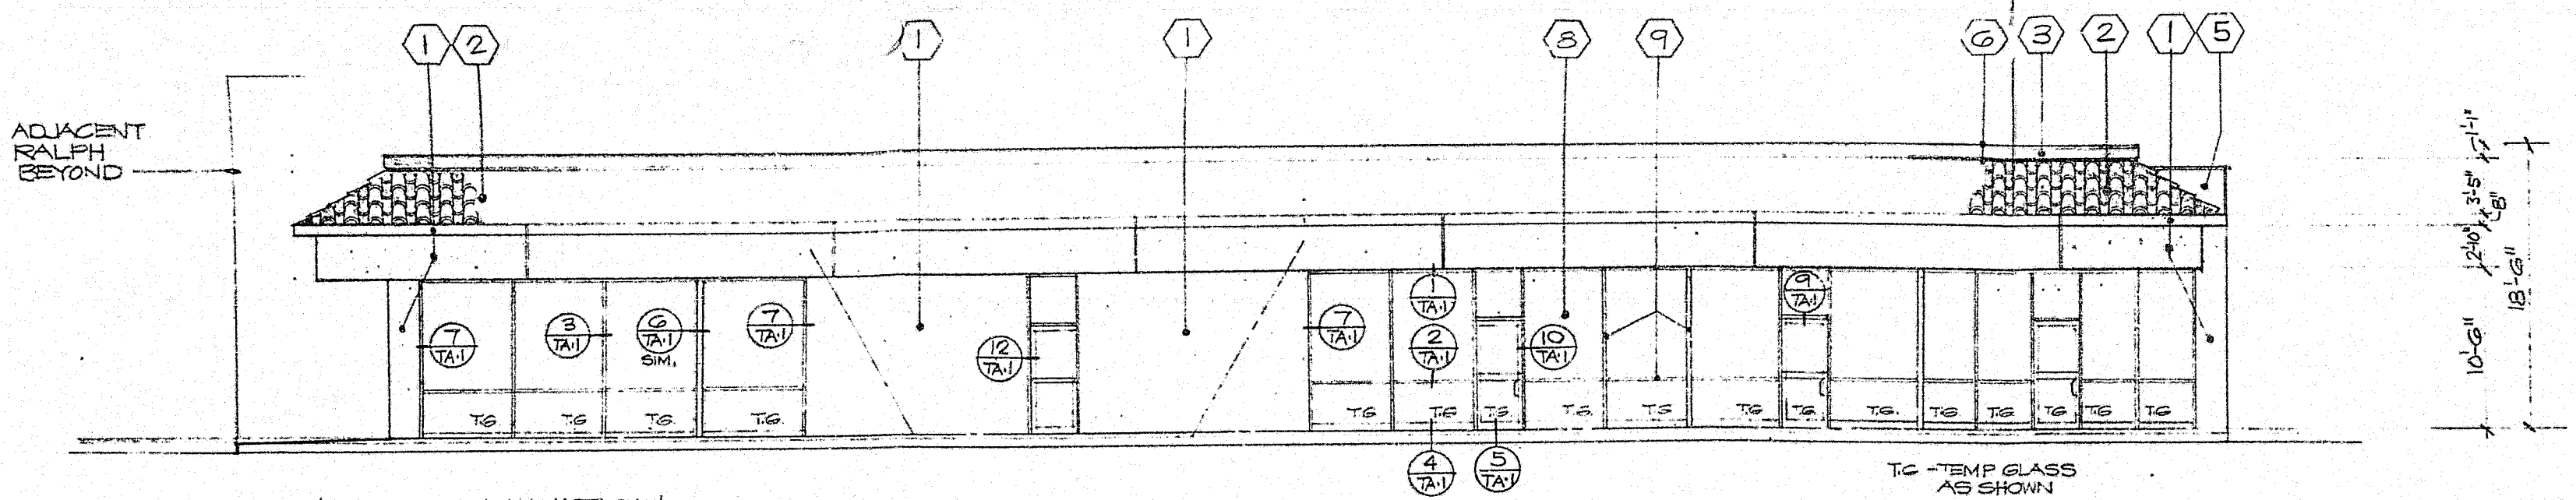 1 2 1 1 8 9 6 3 2 1 5
ADJACENT
RALPH
BEYOND
1'-1"
3'-5"
8"
2'-10"
18'-6"
10'-6"
7
TA·1
3
TA·1
6
TA·1
SIM.
7
TA·1
12
TA·1
7
TA·1
1
TA·1
2
TA·1
10
TA·1
9
TA·1
T.G T.G T.G. T.G. T.G T.G T.G T.G. T.G T.G T.G T.G. T.G. T.G. T.G T.G T.G
4
TA·1
5
TA·1
T.G -TEMP GLASS
AS SHOWN